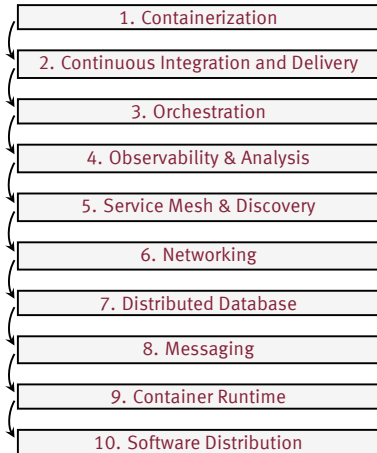 1. Containerization
2. Continuous Integration and Delivery
3. Orchestration
4. Observability & Analysis
5. Service Mesh & Discovery
6. Networking
7. Distributed Database
8. Messaging
9. Container Runtime
10. Software Distribution